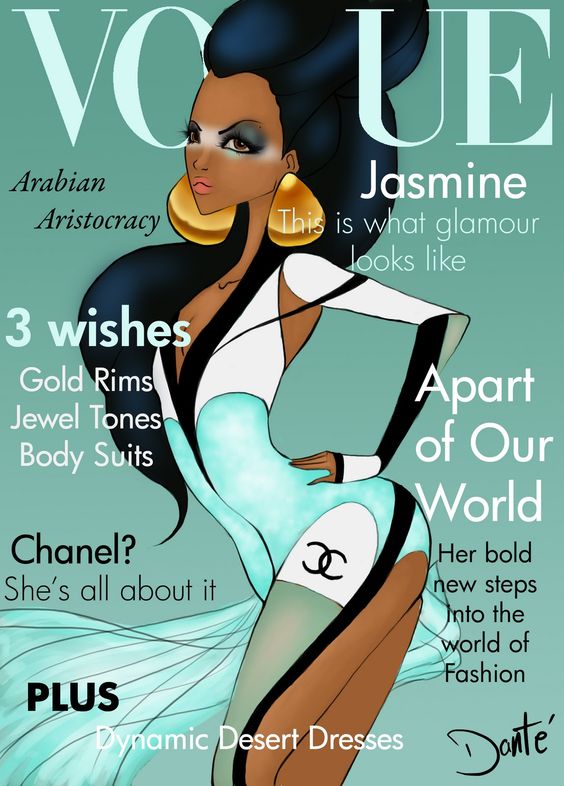 VOGUE
Arabian
Aristocracy
Jasmine
This is what glamour
looks like
3 wishes
Gold Rims
Jewel Tones
Body Suits
Apart
of Our
World
Her bold
new steps
into the
world of
Fashion
Chanel?
She's all about it
PLUS
Dynamic Desert Dresses
Danté